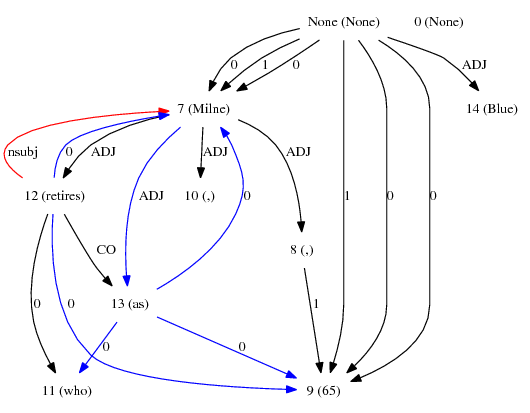 None (None) 0 (None)
0 1 0 ADJ
7 (Milne) 14 (Blue)
nsubj 0 ADJ ADJ ADJ
12 (retires) ADJ 10 (,) 0 1 0 0
CO 8 (,)
0 0 13 (as) 1
0 0
11 (who) 9 (65)